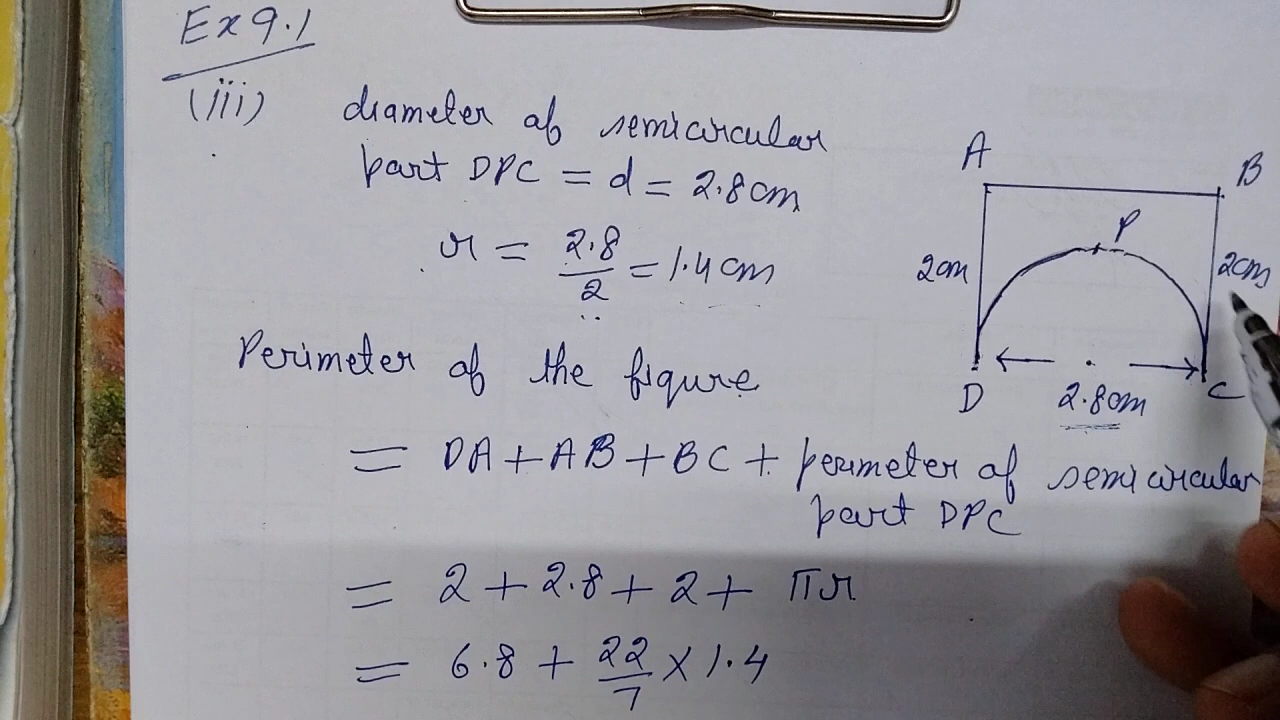 Ex 9.1
(iii) diameter of semicircular
part DPC = d = 2.8cm
r = 2.8/2 = 1.4 cm
A
B
P
2cm
2cm
D
2.8cm
C
Perimeter of the figure
= DA + AB + BC + perimeter of semicircular
part DPC
= 2 + 2.8 + 2 + πr
= 6.8 + 22/7 × 1.4